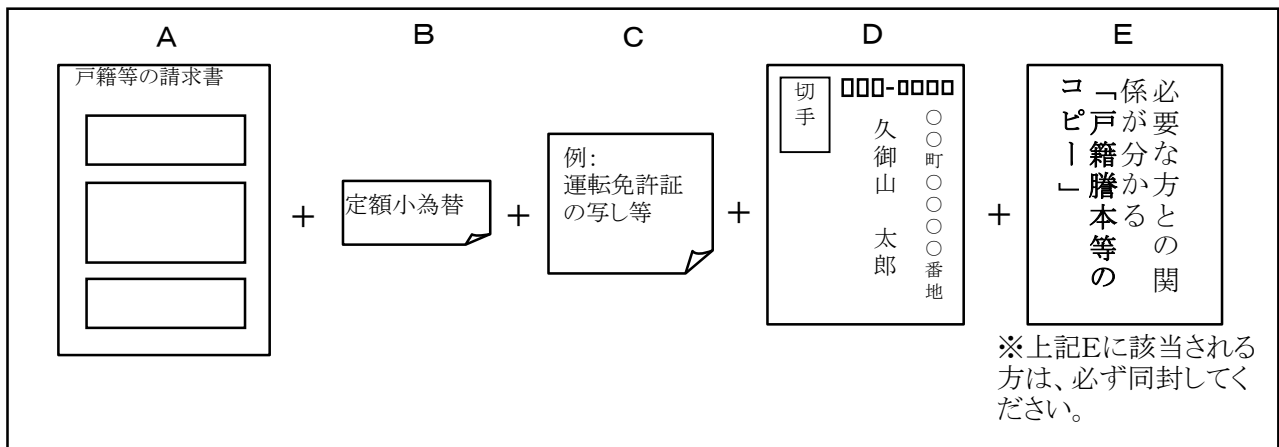 A
B
C
D
E
戸籍等の請求書
定額小為替
例：
運転免許証
の写し等
切手
□□□-□□□□
○○町○○○○番地
久御山　太郎
必要な方との関
係が分かる
「戸籍謄本等の
コピー」
+
+
+
+
※上記Eに該当される
方は、必ず同封してく
ださい。